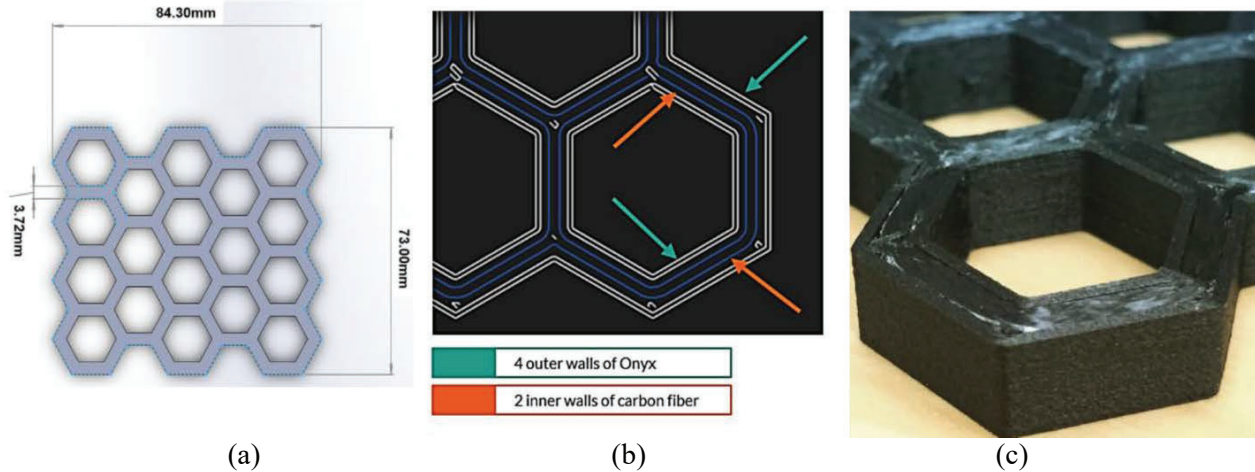 84.30mm
3.72mm
73.00mm
4 outer walls of Onyx
2 inner walls of carbon fiber
(a)
(b)
(c)